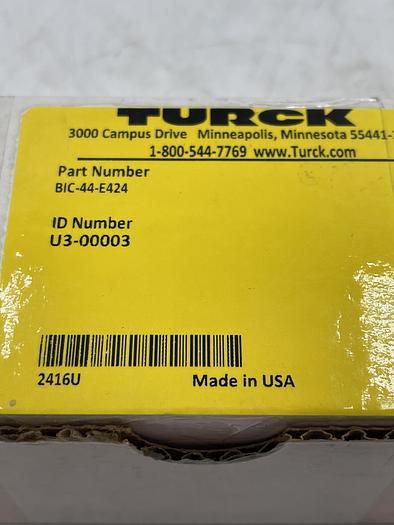 TURCK
3000 Campus Drive Minneapolis, Minnesota 55441-
1-800-544-7769 www.Turck.com
Part Number
BIC-44-E424
ID Number
U3-00003
2416U Made in USA